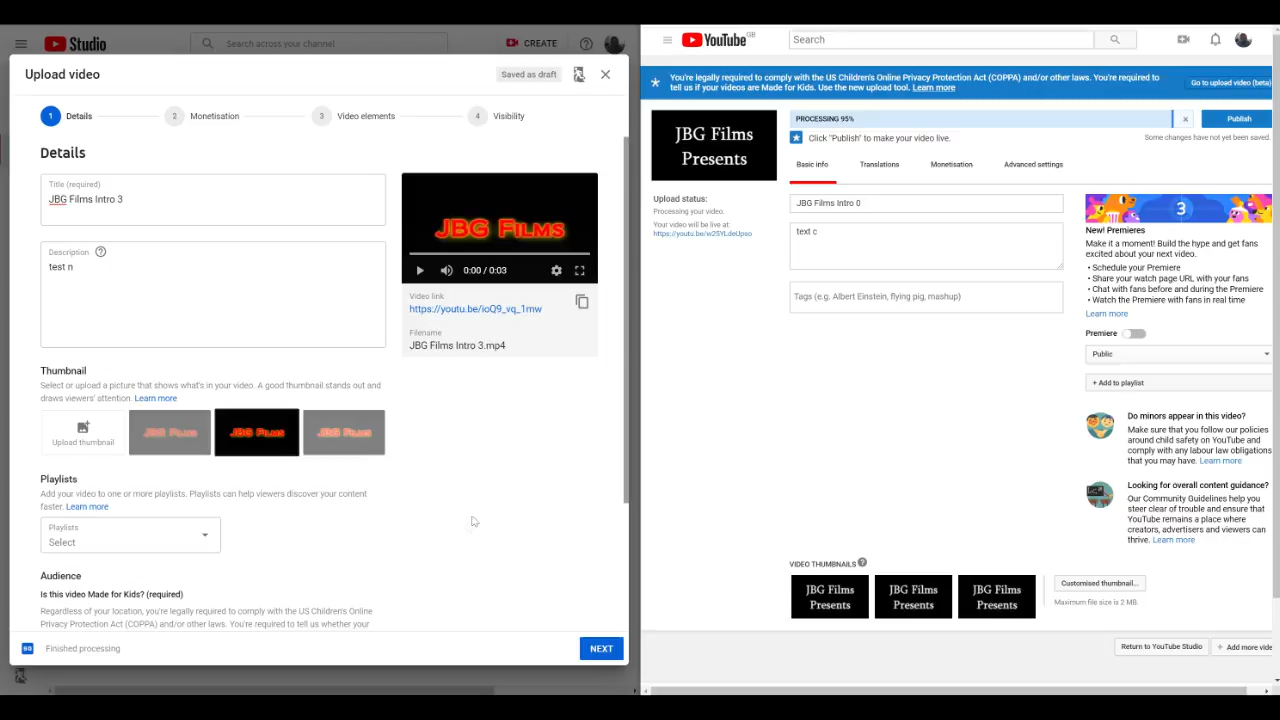 Studio
Search across your channel
CREATE
Upload video
Saved as draft
1 Details
2 Monetisation
3 Video elements
4 Visibility
Details
Title (required)
JBG Films Intro 3
Description
test n
JBG Films
0:00 / 0:03
Video link
https://youtu.be/ioQ9_vq_1mw
Filename
JBG Films Intro 3.mp4
Thumbnail
Select or upload a picture that shows what's in your video. A good thumbnail stands out and
draws viewers' attention. Learn more
Upload thumbnail
JBG Films
JBG Films
JBG Films
Playlists
Add your video to one or more playlists. Playlists can help viewers discover your content
faster. Learn more
Playlists
Select
Audience
Is this video Made for Kids? (required)
Regardless of your location, you're legally required to comply with the US Children's Online
Privacy Protection Act (COPPA) and/or other laws. You're required to tell us whether your
Finished processing
NEXT
YouTube GB
Search
You're legally required to comply with the US Children's Online Privacy Protection Act (COPPA) and/or other laws. You're required to
tell us if your videos are Made for Kids. Use the new upload tool. Learn more
Go to upload video (beta)
JBG Films
Presents
PROCESSING 95%
Publish
Click "Publish" to make your video live.
Some changes have not yet been saved.
Basic info
Translations
Monetisation
Advanced settings
Upload status:
Processing your video.
Your video will be live at:
https://youtu.be/w25YLdeUpso
JBG Films Intro 0
text c
Tags (e.g. Albert Einstein, flying pig, mashup)
3
New! Premieres
Make it a moment! Build the hype and get fans
excited about your next video.
• Schedule your Premiere
• Share your watch page URL with your fans
• Chat with fans before and during the Premiere
• Watch the Premiere with fans in real time
Learn more
Premiere
Public
+ Add to playlist
Do minors appear in this video?
Make sure that you follow our policies
around child safety on YouTube and
comply with any labour law obligations
that you may have. Learn more
Looking for overall content guidance?
Our Community Guidelines help you
steer clear of trouble and ensure that
YouTube remains a place where
creators, advertisers and viewers can
thrive. Learn more
VIDEO THUMBNAILS
JBG Films
Presents
JBG Films
Presents
JBG Films
Presents
Customised thumbnail...
Maximum file size is 2 MB.
Return to YouTube Studio
+ Add more vide